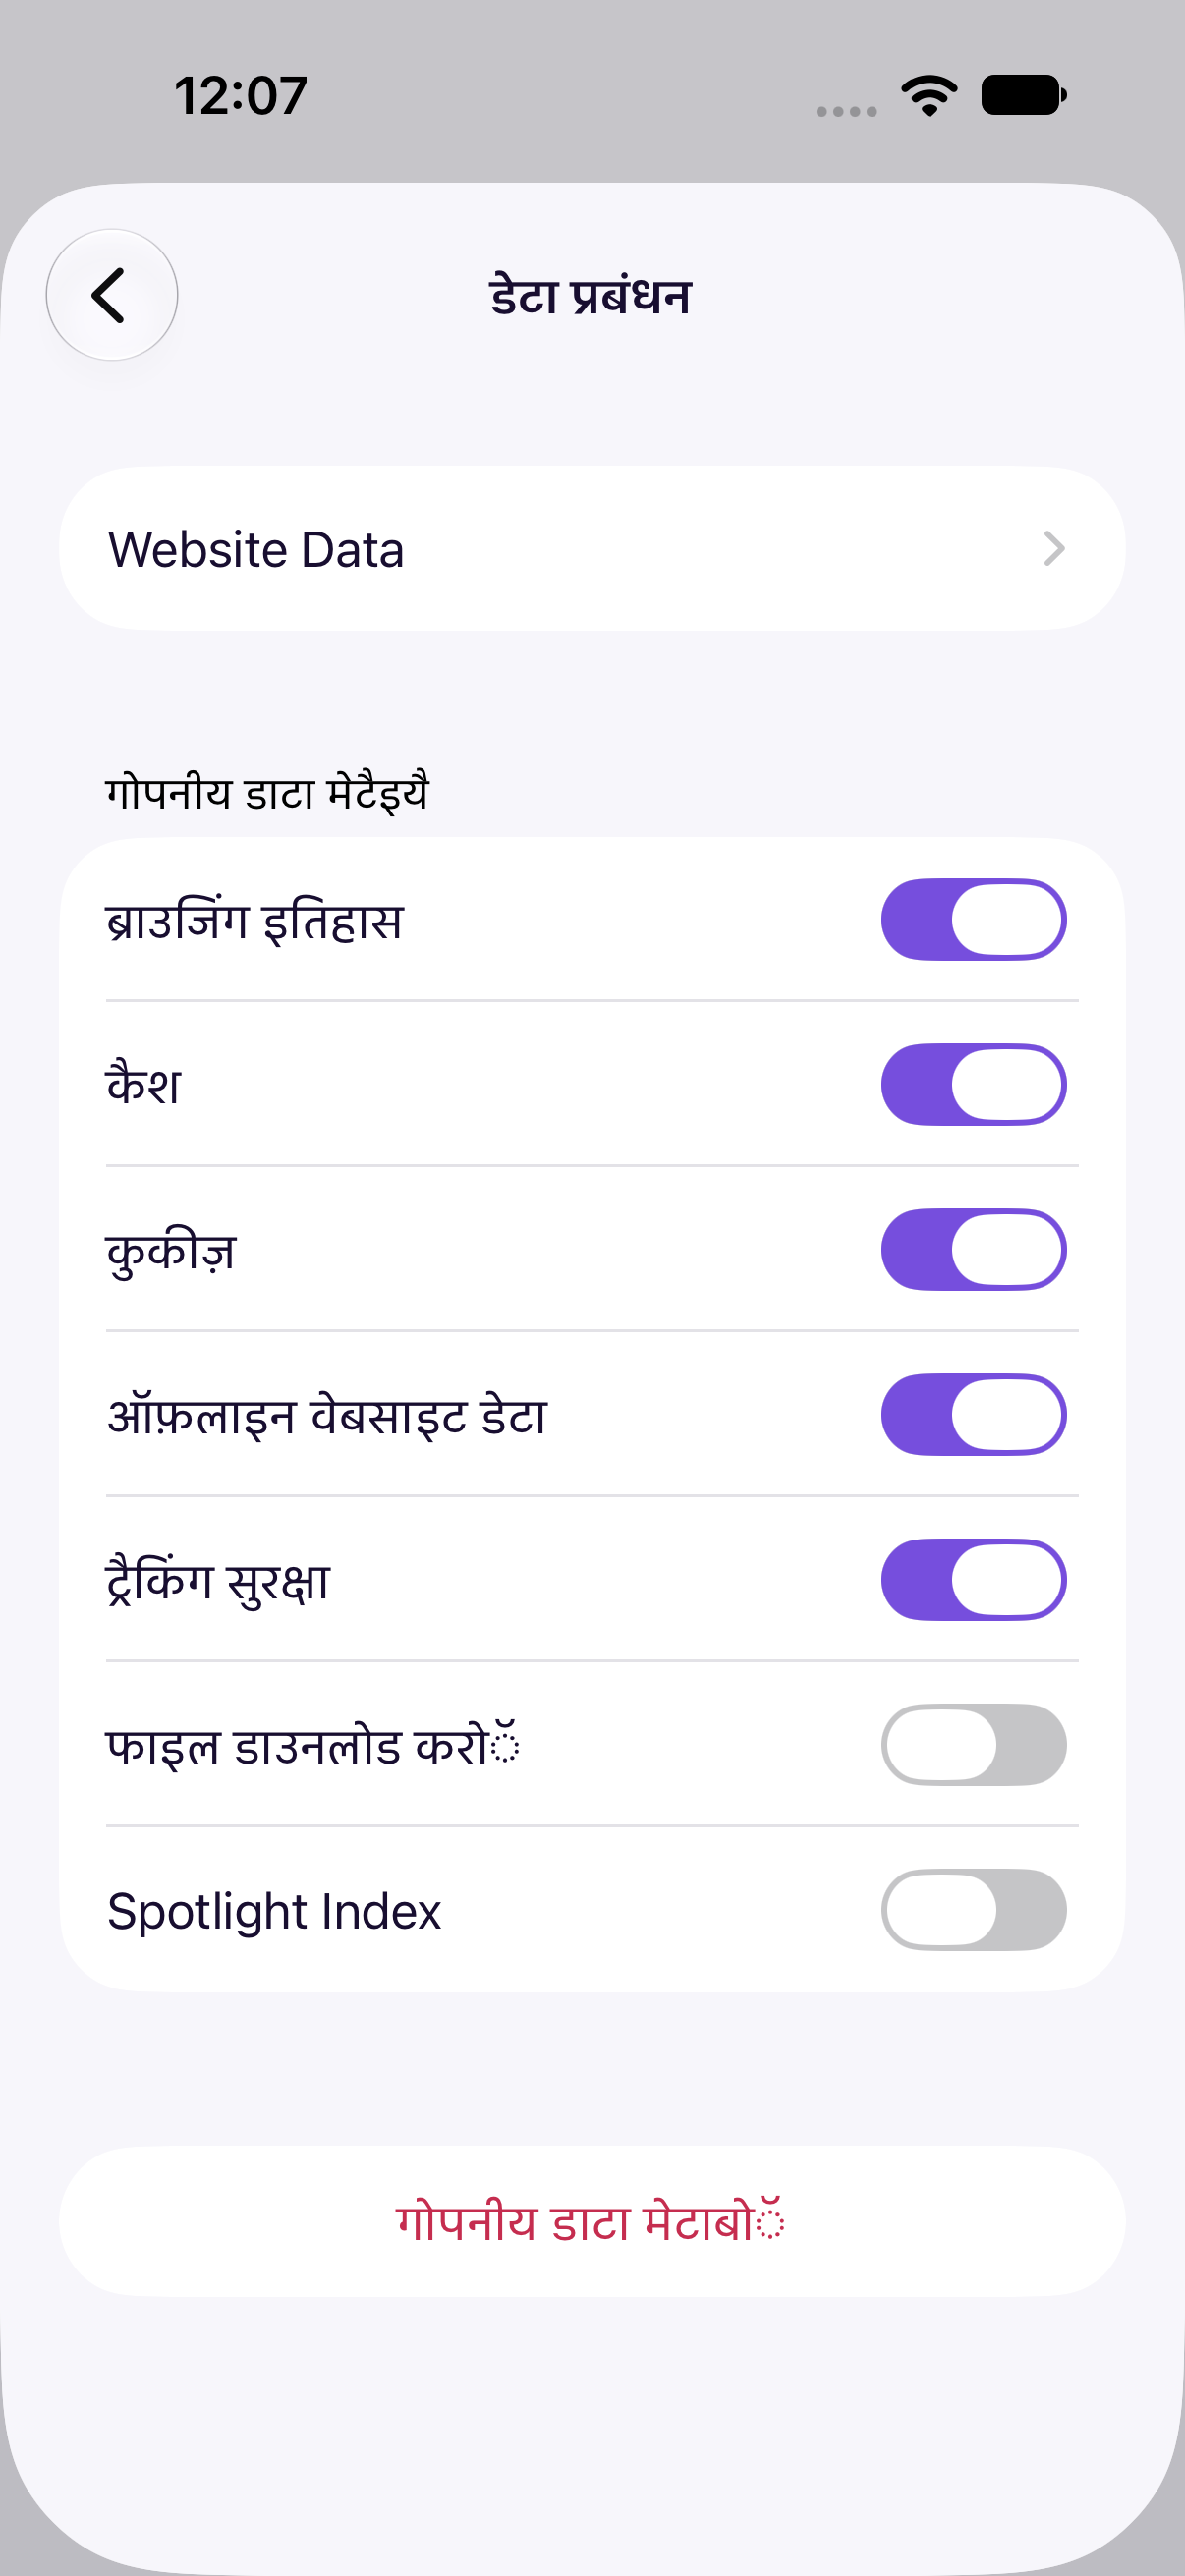 12:07
डेटा प्रबंधन
Website Data
गोपनीय डाटा मेटैइयै
ब्राउजिंग इतिहास
कैश
कुकीज़
ऑफ़लाइन वेबसाइट डेटा
ट्रैकिंग सुरक्षा
फाइल डाउनलोड करोॅ
Spotlight Index
गोपनीय डाटा मेटाबोॅ